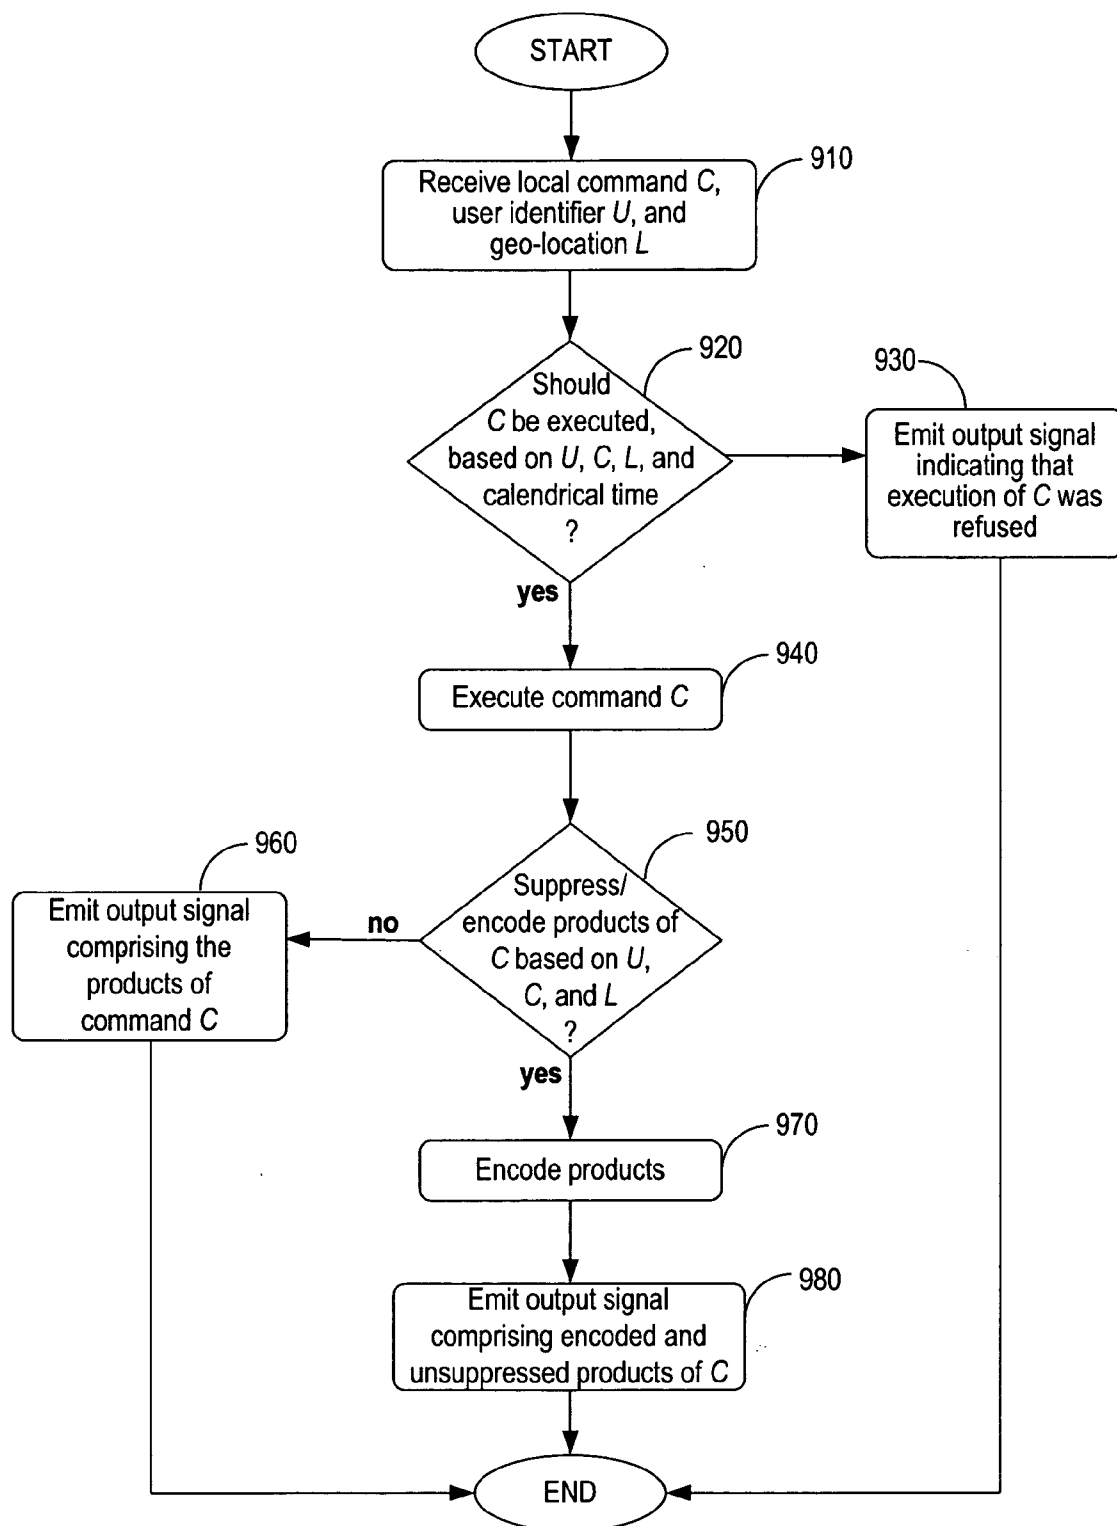 START
910
Receive local command C,
user identifier U, and
geo-location L
920
Should
C be executed,
based on U, C, L, and
calendrical time
?
930
Emit output signal
indicating that
execution of C was
refused
yes
940
Execute command C
950
Suppress/
encode products of
C based on U,
C, and L
?
no
960
Emit output signal
comprising the
products of
command C
yes
970
Encode products
980
Emit output signal
comprising encoded and
unsuppressed products of C
END